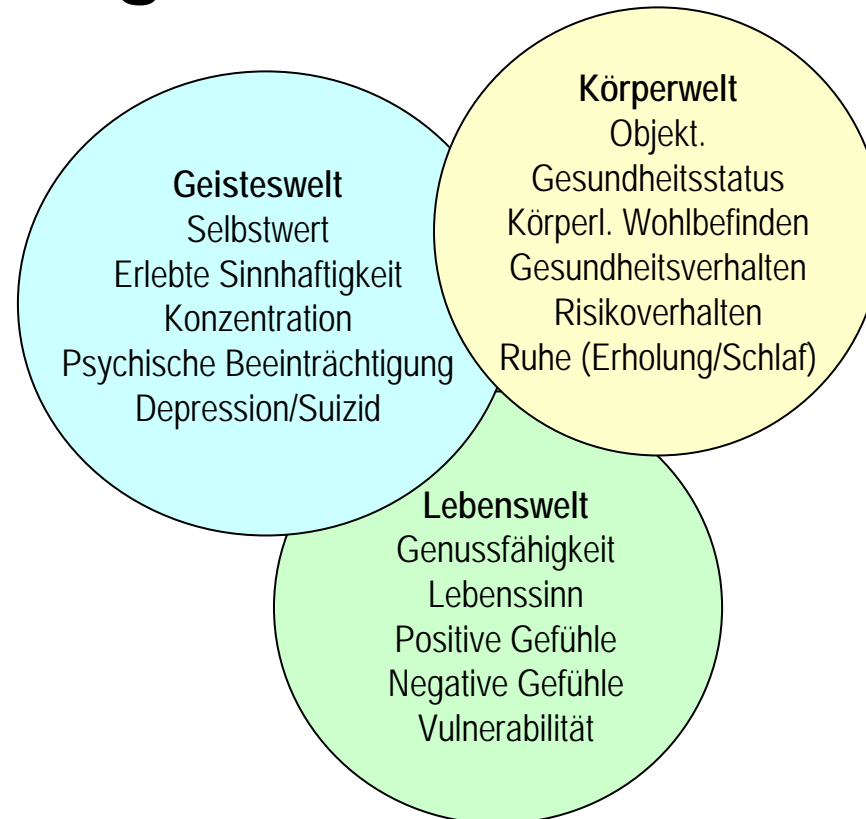 g
Geisteswelt
Selbstwert
Erlebte Sinnhaftigkeit
Konzentration
Psychische Beeinträchtigung
Depression/Suizid
Körperwelt
Objekt.
Gesundheitsstatus
Körperl. Wohlbefinden
Gesundheitsverhalten
Risikoverhalten
Ruhe (Erholung/Schlaf)
Lebenswelt
Genussfähigkeit
Lebenssinn
Positive Gefühle
Negative Gefühle
Vulnerabilität